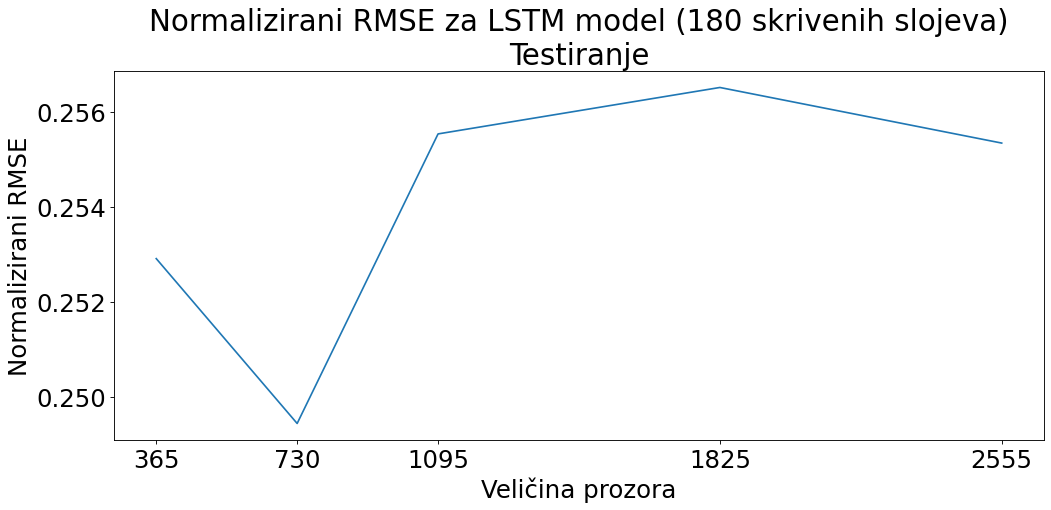 Normalizirani RMSE za LSTM model (180 skrivenih slojeva)
Testiranje
Normalizirani RMSE
0.256
0.254
0.252
0.250
365 730 1095 1825 2555
Veličina prozora